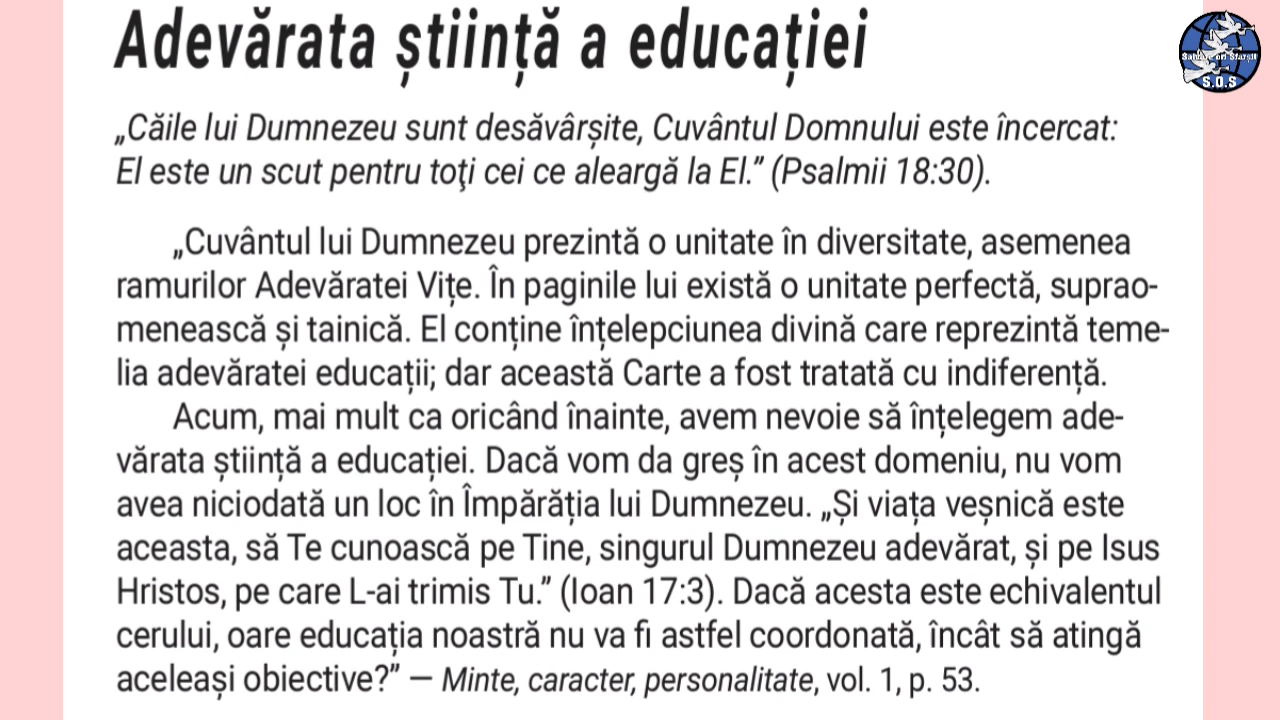 Adevărata știință a educației
„Căile lui Dumnezeu sunt desăvârșite, Cuvântul Domnului este încercat:
El este un scut pentru toţi cei ce aleargă la El.” (Psalmii 18:30).
„Cuvântul lui Dumnezeu prezintă o unitate în diversitate, asemenea
ramurilor Adevăratei Vițe. În paginile lui există o unitate perfectă, suprao-
menească și tainică. El conține înțelepciunea divină care reprezintă teme-
lia adevăratei educații; dar această Carte a fost tratată cu indiferență.
Acum, mai mult ca oricând înainte, avem nevoie să înțelegem ade-
vărata știință a educației. Dacă vom da greș în acest domeniu, nu vom
avea niciodată un loc în Împărăția lui Dumnezeu. „Și viața veșnică este
aceasta, să Te cunoască pe Tine, singurul Dumnezeu adevărat, și pe Isus
Hristos, pe care L-ai trimis Tu.” (Ioan 17:3). Dacă acesta este echivalentul
cerului, oare educația noastră nu va fi astfel coordonată, încât să atingă
aceleași obiective?” — Minte, caracter, personalitate, vol. 1, p. 53.
S.O.S